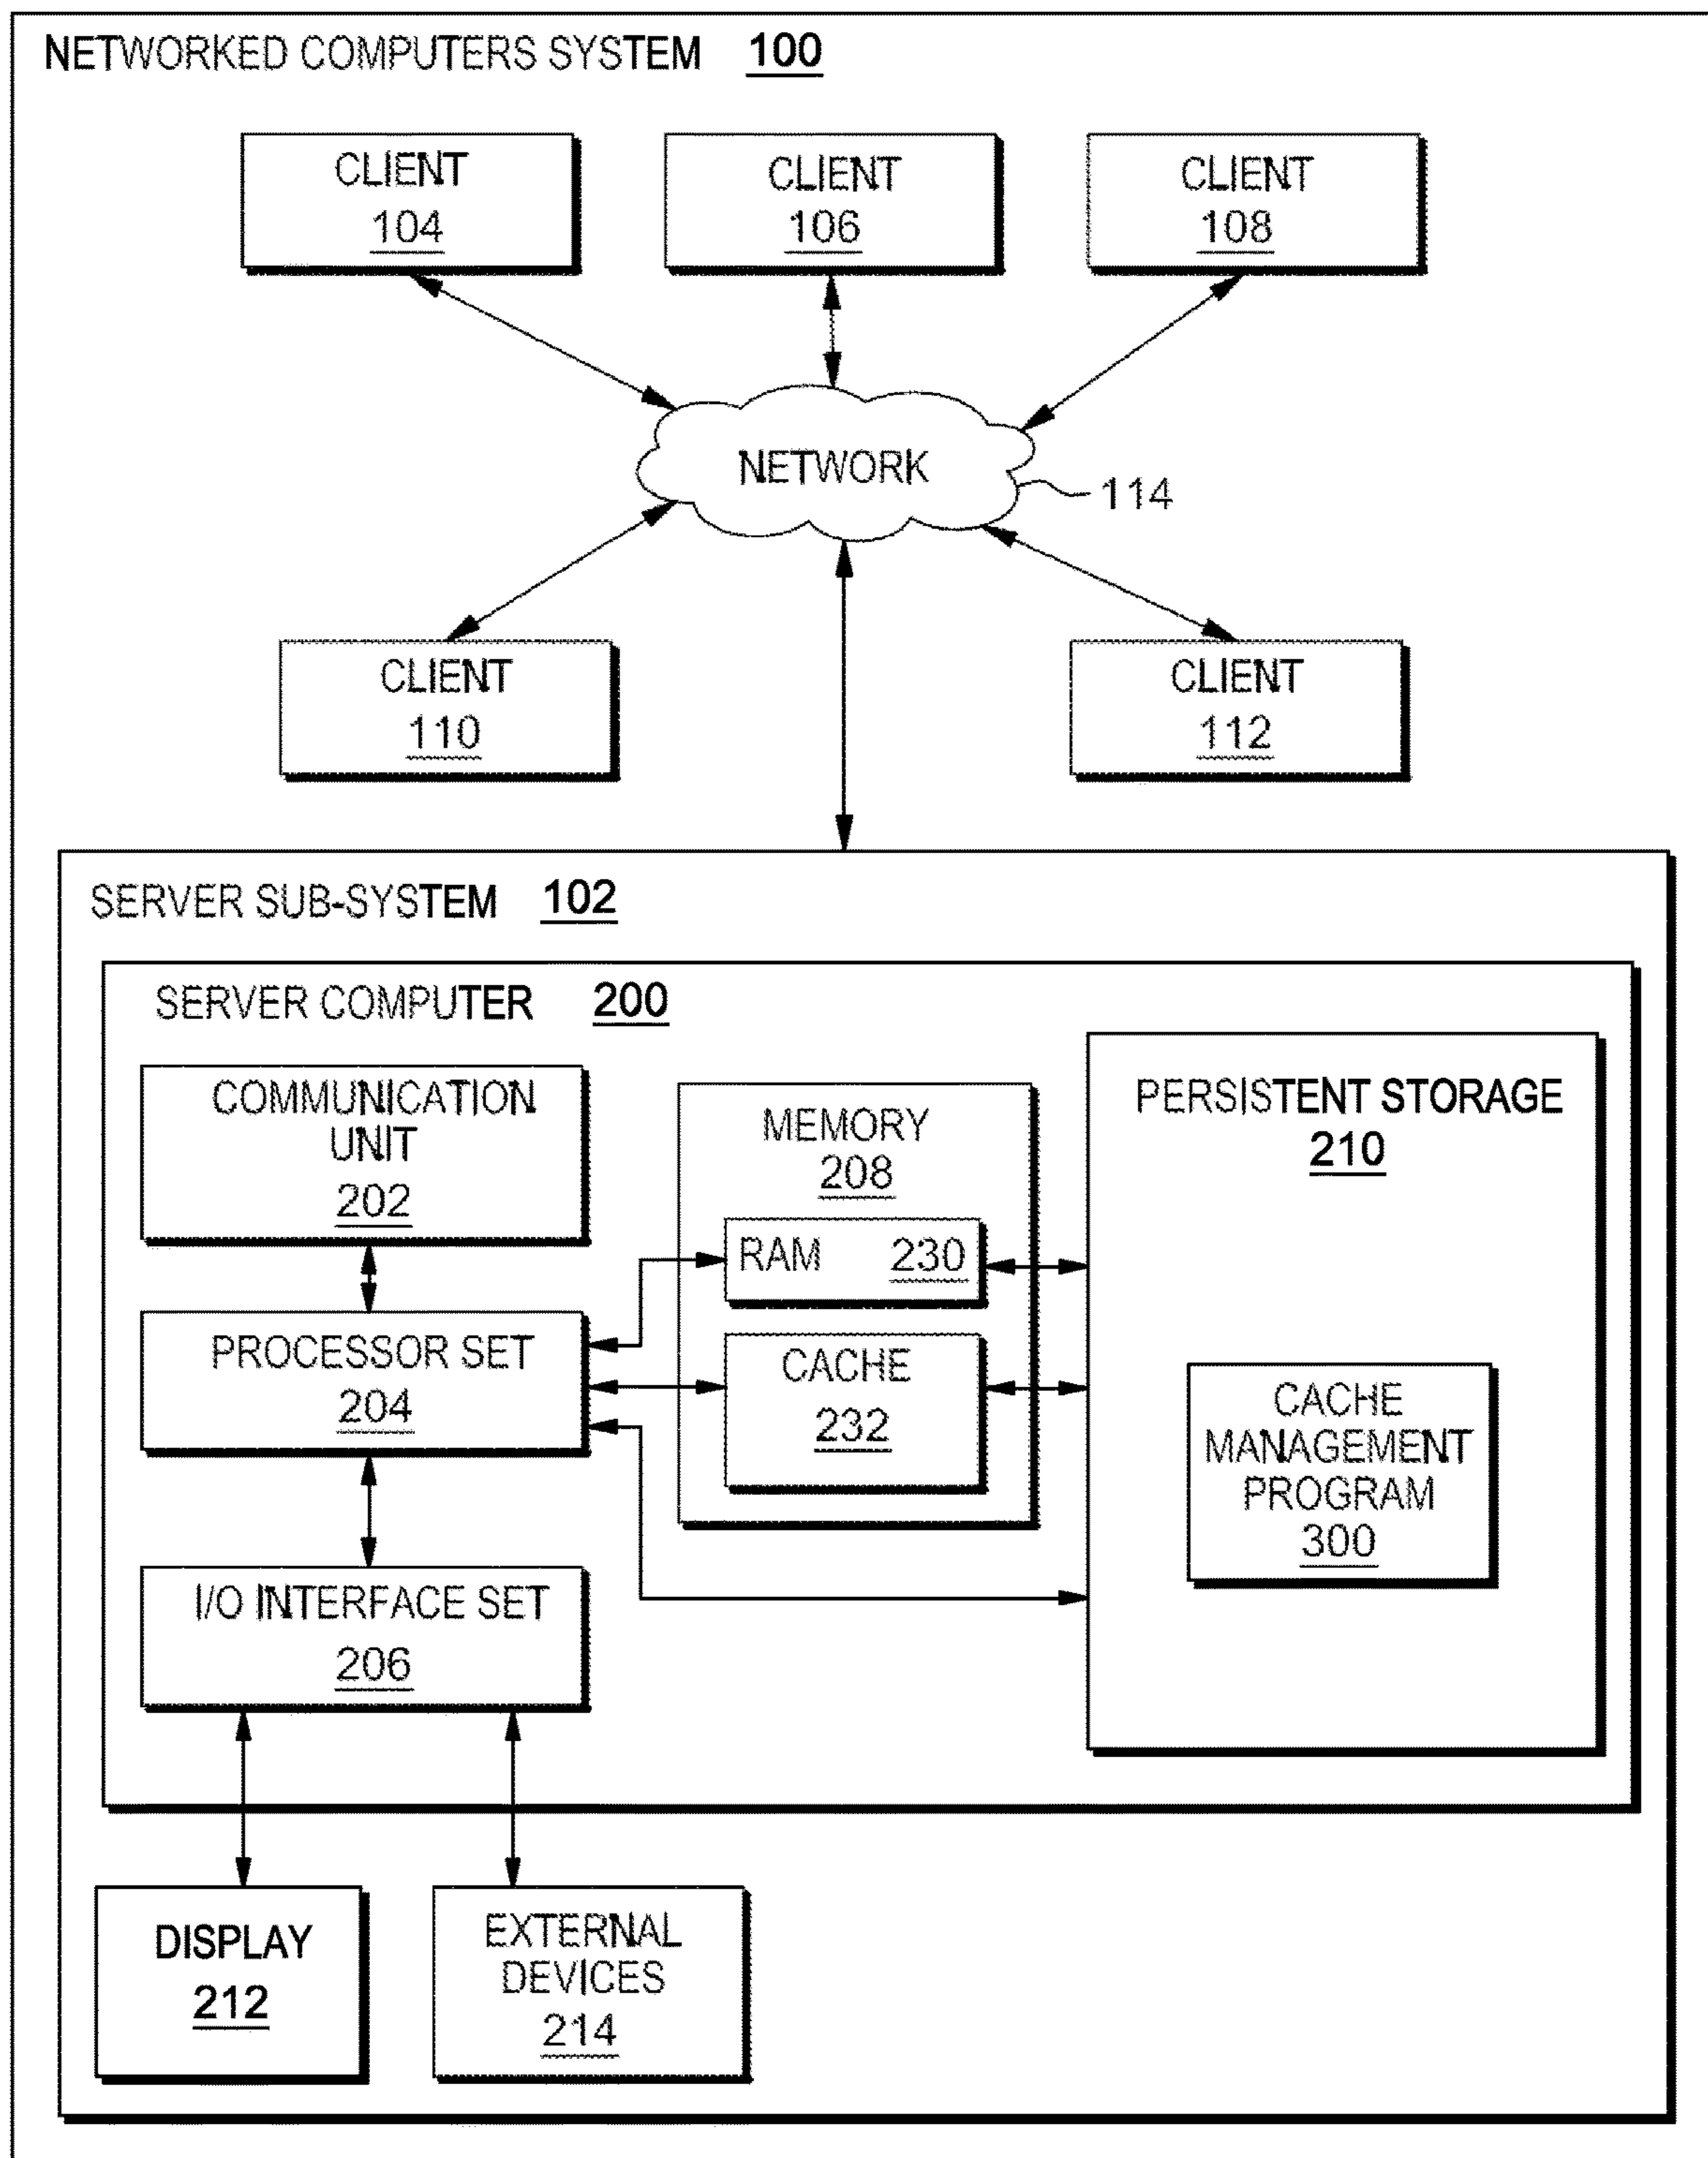 NETWORKED COMPUTERS SYSTEM 100
CLIENT
104
CLIENT
106
CLIENT
108
NETWORK
114
CLIENT
110
CLIENT
112
SERVER SUB-SYSTEM 102
SERVER COMPUTER 200
COMMUNICATION
UNIT
202
PROCESSOR SET
204
I/O INTERFACE SET
206
MEMORY
208
RAM 230
CACHE
232
PERSISTENT STORAGE
210
CACHE
MANAGEMENT
PROGRAM
300
DISPLAY
212
EXTERNAL
DEVICES
214